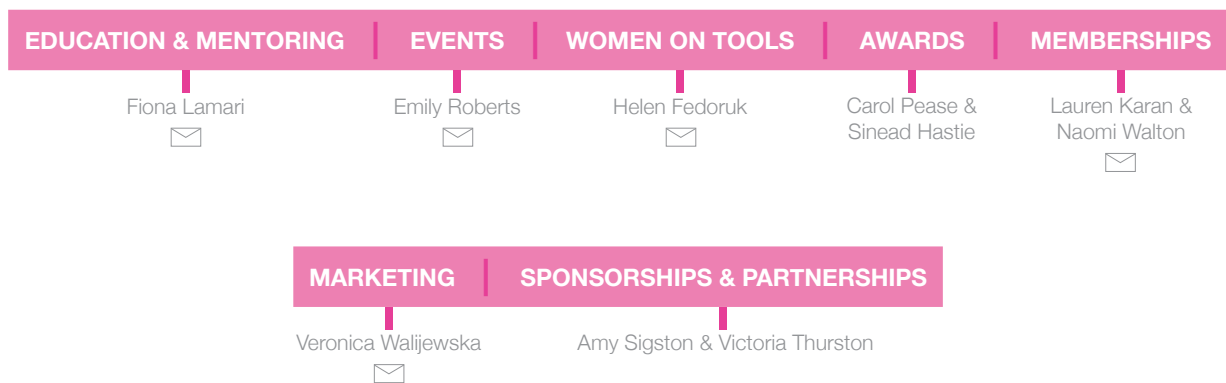 EDUCATION & MENTORING EVENTS WOMEN ON TOOLS AWARDS MEMBERSHIPS
Fiona Lamari
Emily Roberts
Helen Fedoruk
Carol Pease &
Sinead Hastie
Lauren Karan &
Naomi Walton
MARKETING SPONSORSHIPS & PARTNERSHIPS
Veronica Walijewska
Amy Sigston & Victoria Thurston